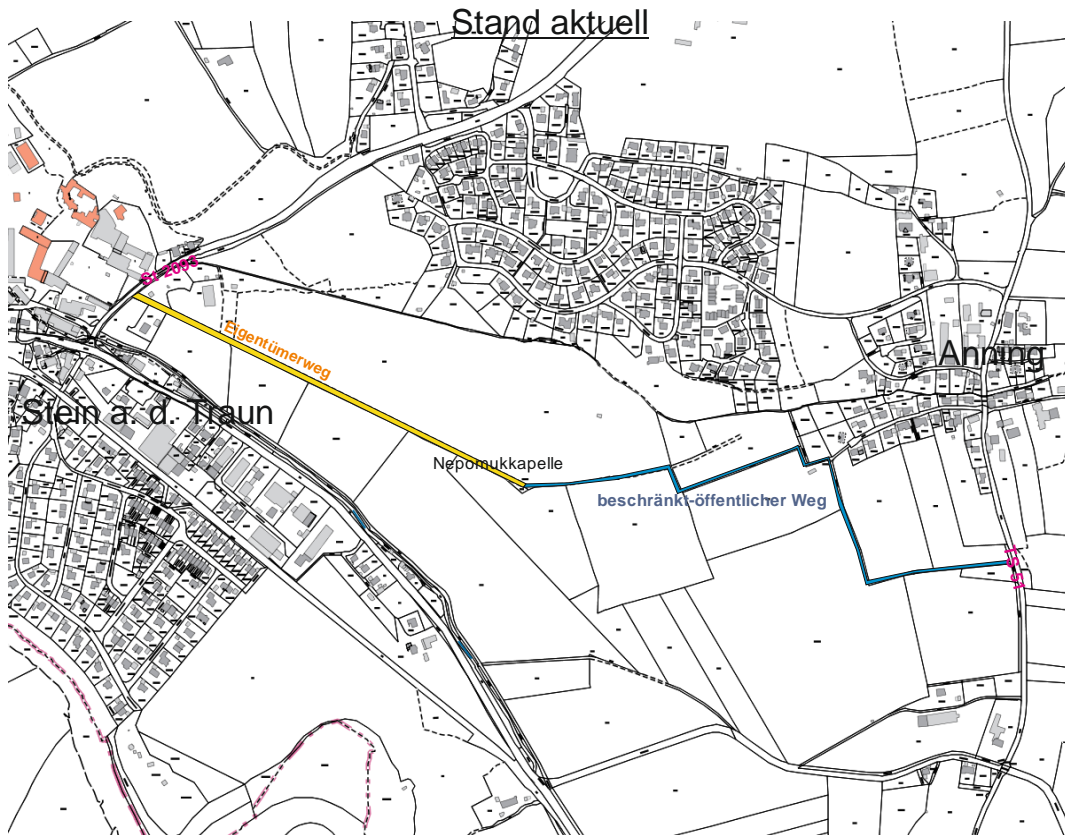 Stand aktuell
St 2093
Eigentümerweg
Anning
Stein a. d. Traun
Nepomukkapelle
beschränkt-öffentlicher Weg
TS 51